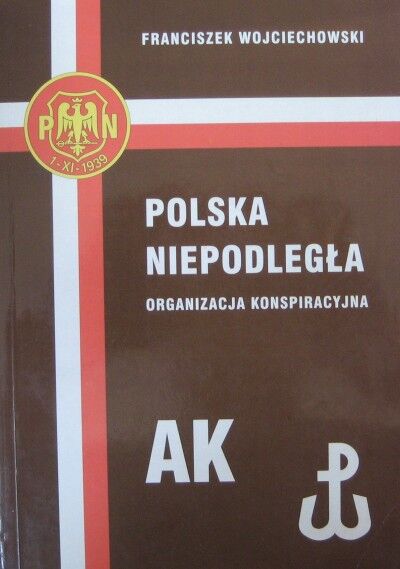 FRANCISZEK WOJCIECHOWSKI
P N
1-XI-1939
POLSKA
NIEPODLEGŁA
ORGANIZACJA KONSPIRACYJNA
AK